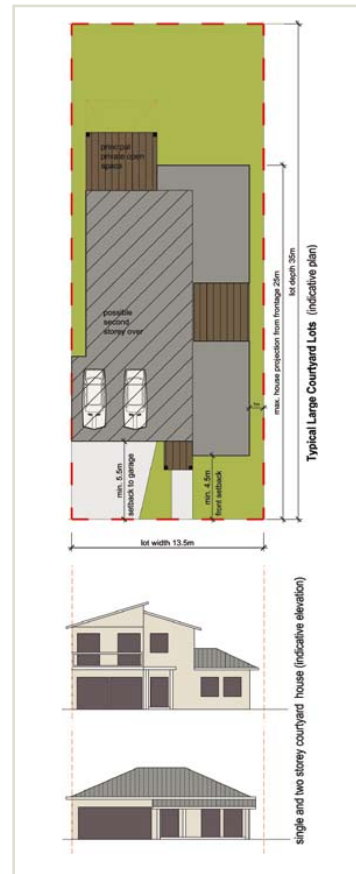 principal
private open
space
possible
second
storey over
min. 5.5m
setback to garage
min. 4.5m
front setback
max. house projection from frontage 25m
lot depth 35m
Typical Large Courtyard Lots (indicative plan)
lot width 13.5m
single and two storey courtyard house (indicative elevation)